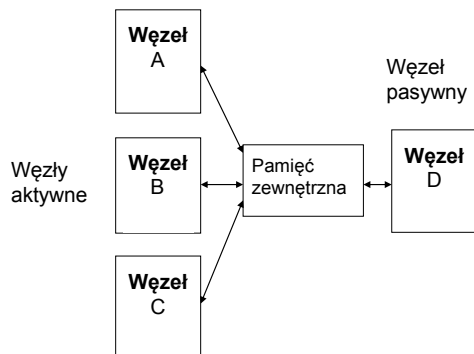 Węzeł
A
Węzeł
pasywny
Węzły
aktywne
Węzeł
B
Pamięć
zewnętrzna
Węzeł
D
Węzeł
C